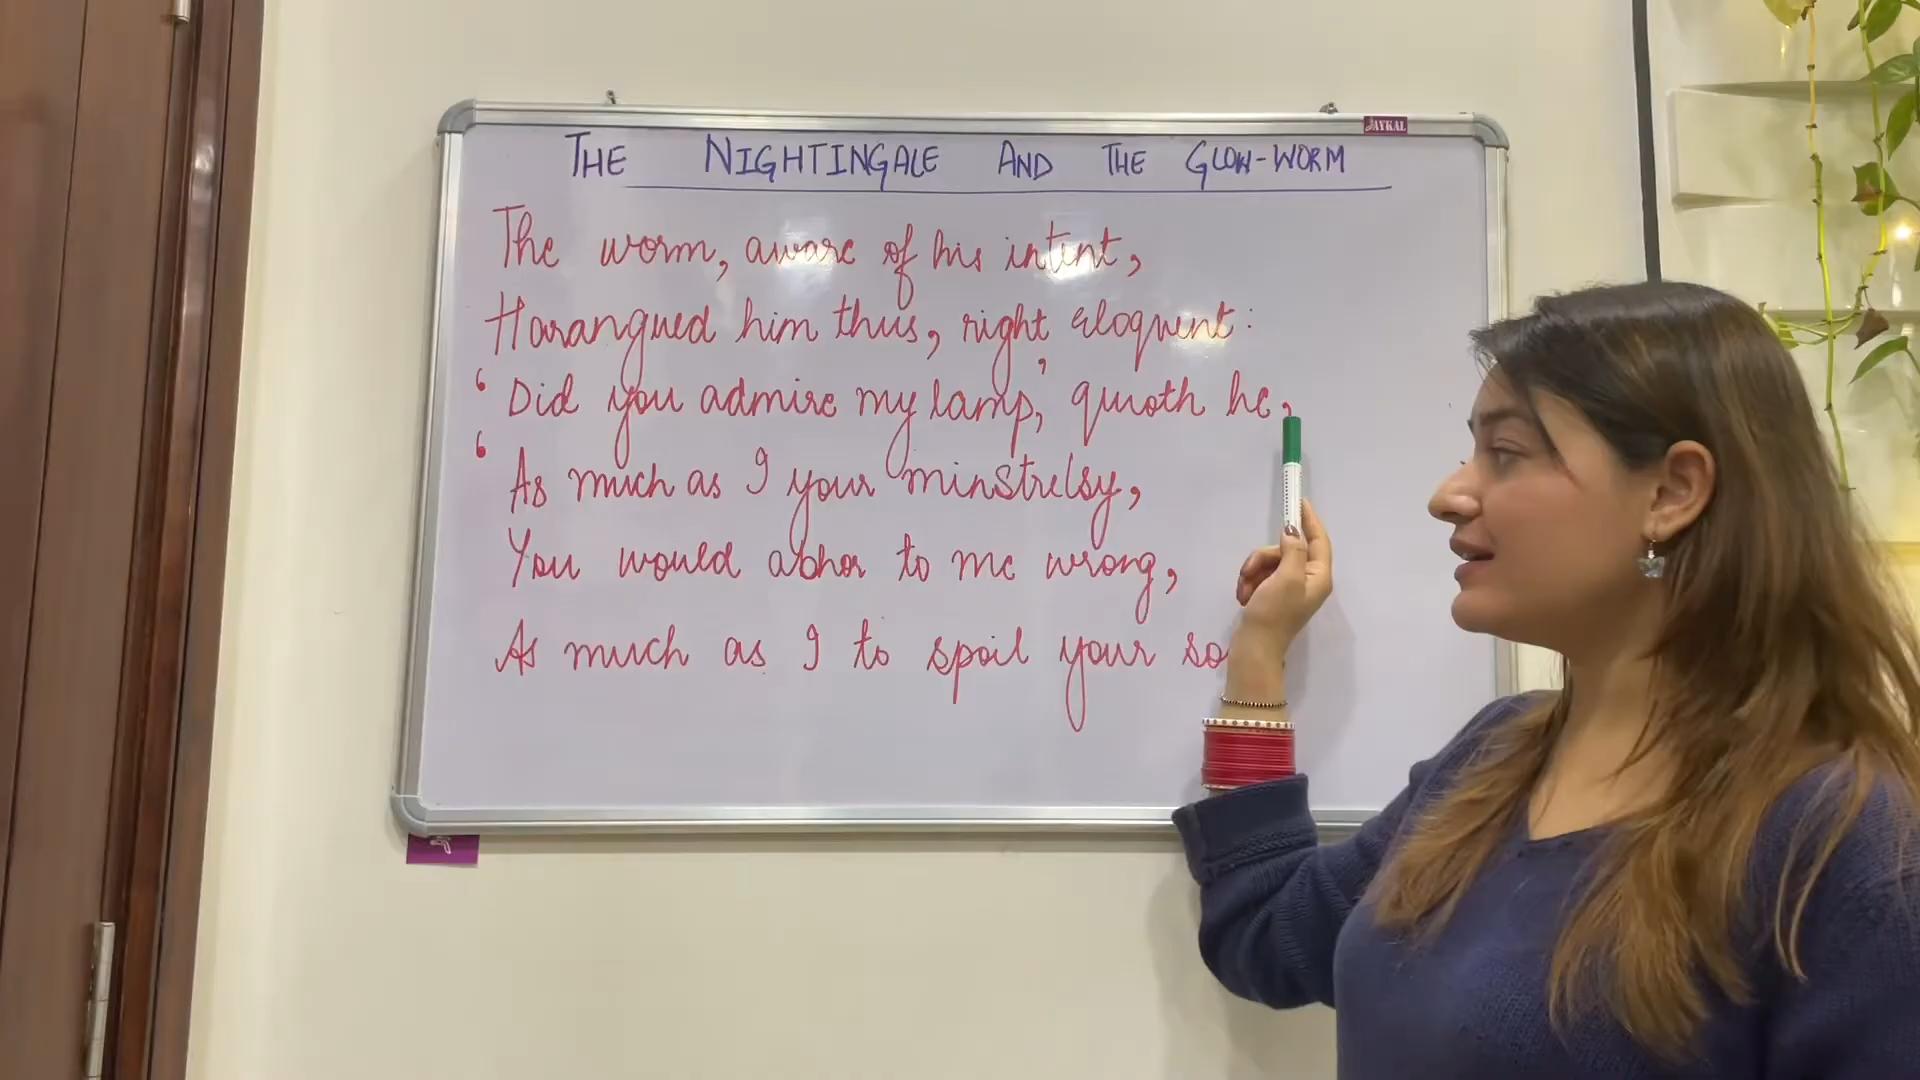 JAYKAL
THE NIGHTINGALE AND THE GLOW-WORM
The worm, aware of his intent,
Harangued him thus, right eloquent:
'Did you admire my lamp,' quoth he,
'As much as I your minstrelsy,
You would abhor to me wrong,
As much as I to spoil your so